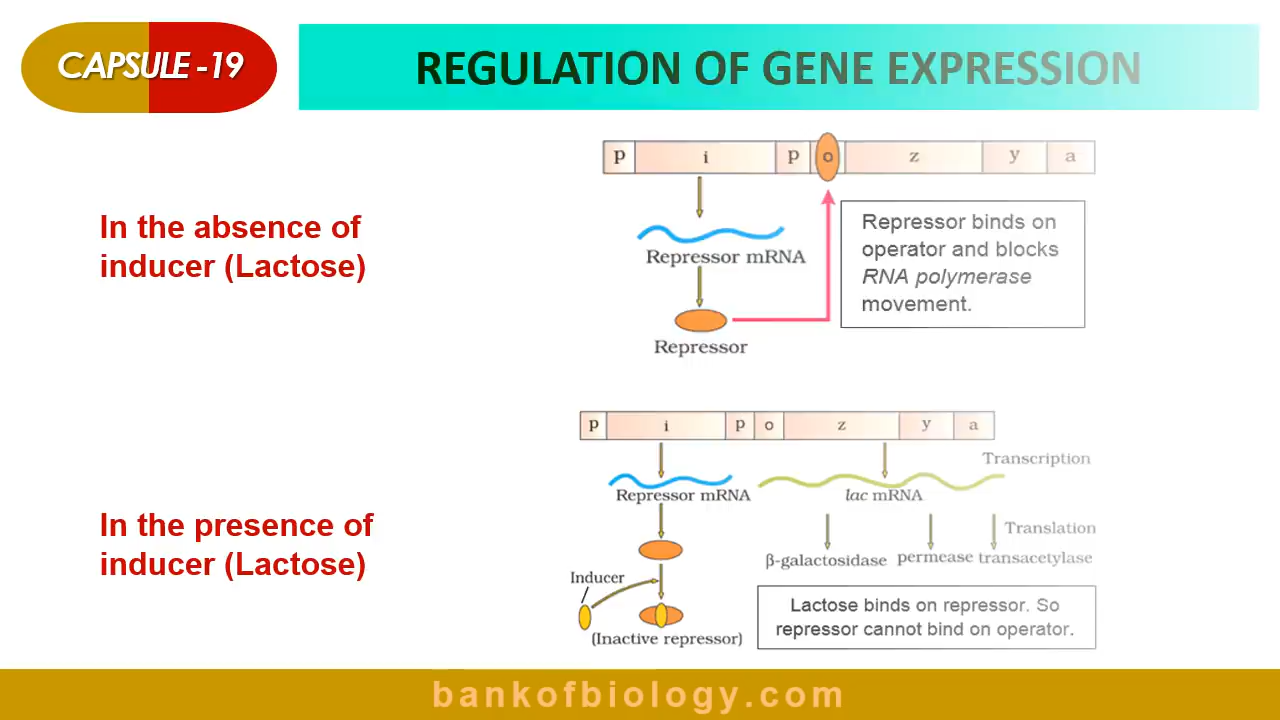 CAPSULE -19
REGULATION OF GENE EXPRESSION
In the absence of
inducer (Lactose)
p i p o z y a
Repressor mRNA
Repressor
Repressor binds on
operator and blocks
RNA polymerase
movement.
In the presence of
inducer (Lactose)
p i p o z y a
Transcription
Repressor mRNA
lac mRNA
Translation
β-galactosidase permease transacetylase
Inducer
(Inactive repressor)
Lactose binds on repressor. So
repressor cannot bind on operator.
bankofbiology.com